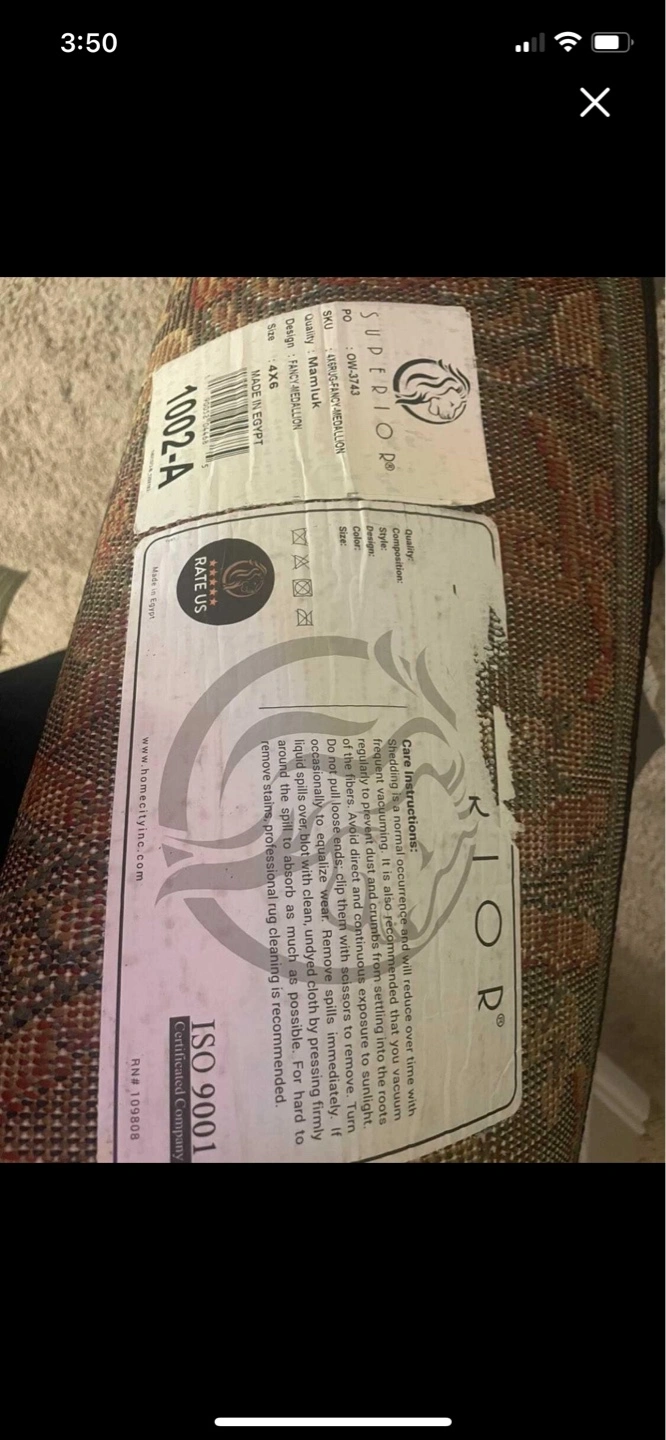 3:50
SUPERIOR®
PO : OW-3743
SKU : 4X6RUG-FANCY-MEDALLION
Quality : Mamluk
Design : FANCY-MEDALLION
Size : 4X6
MADE IN EGYPT
1002-A
RIOR®
Quality:
Composition:
Style:
Design:
Color:
Size:
RATE US
Made in Egypt
Care Instructions:
Shedding is a normal occurrence and will reduce over time with
frequent vacuuming. It is also recommended that you vacuum
regularly to prevent dust and crumbs from settling into the roots
of the fibers. Avoid direct and continuous exposure to sunlight.
Do not pull loose ends; clip them with scissors to remove. Turn
occasionally to equalize wear. Remove spills immediately. If
liquid spills over, blot with clean, undyed cloth by pressing firmly
around the spill to absorb as much as possible. For hard to
remove stains, professional rug cleaning is recommended.
ISO 9001
Certificated Company
www.homecityinc.com
RN# 109808